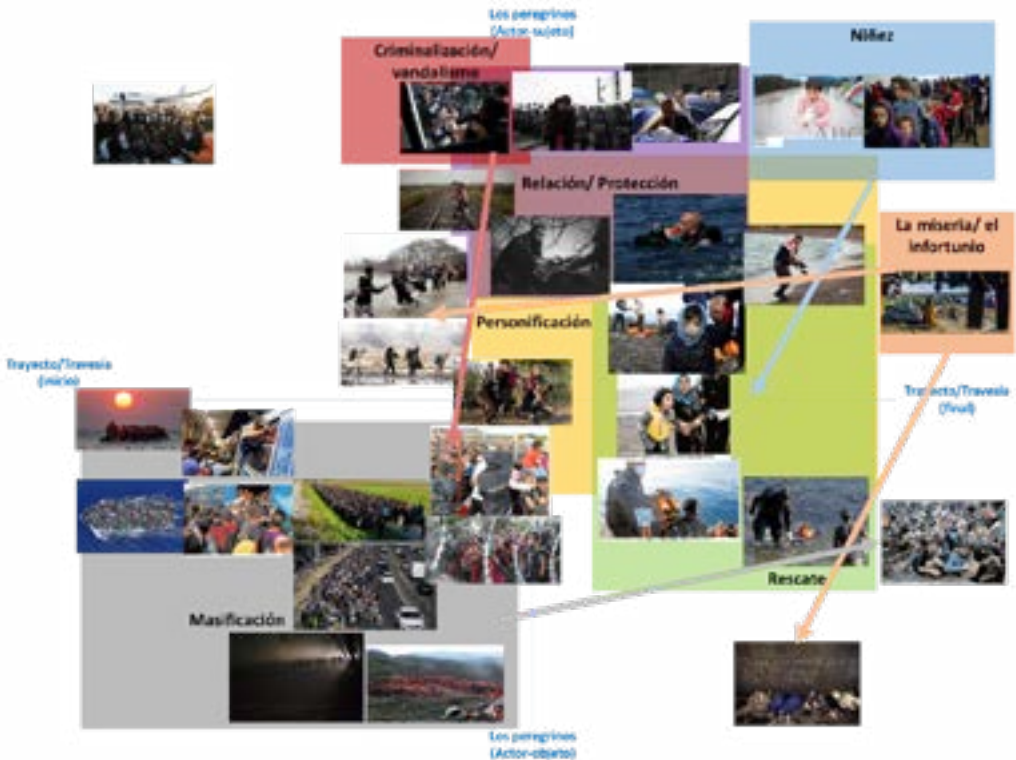 Los peregrinos
(Actor-sujeto)
Criminalización/
vandalismo
Niñez
Relación/ Protección
La miseria/ el
infortunio
Personificación
Trayecto/Travesía
(inicio)
Trayecto/Travesía
(final)
Rescate
Masificación
Los peregrinos
(Actor-objeto)